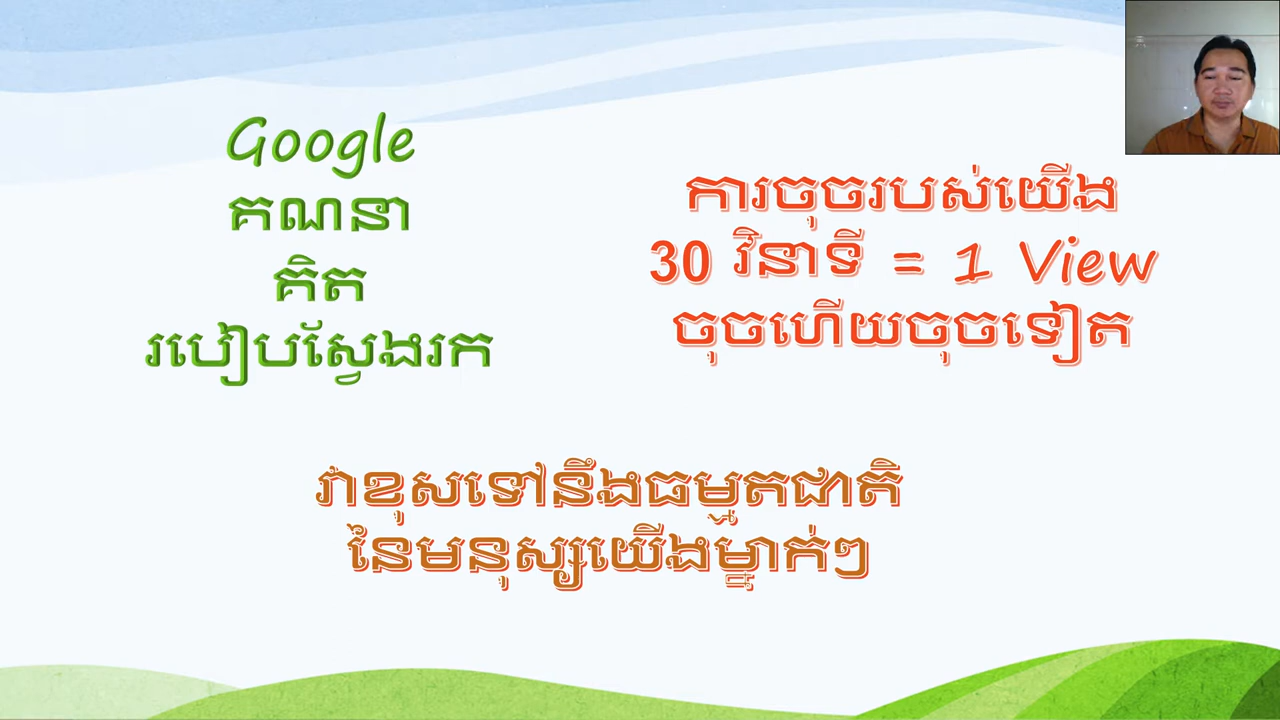 Google
គណនា
គិត
របៀបស្វែងរក
ការចុចរបស់យើង
30 វិនាទី = 1 View
ចុចហើយចុចទៀត
វាខុសទៅនឹងធម្មតជាតិ
នៃមនុស្សយើងម្នាក់ៗ